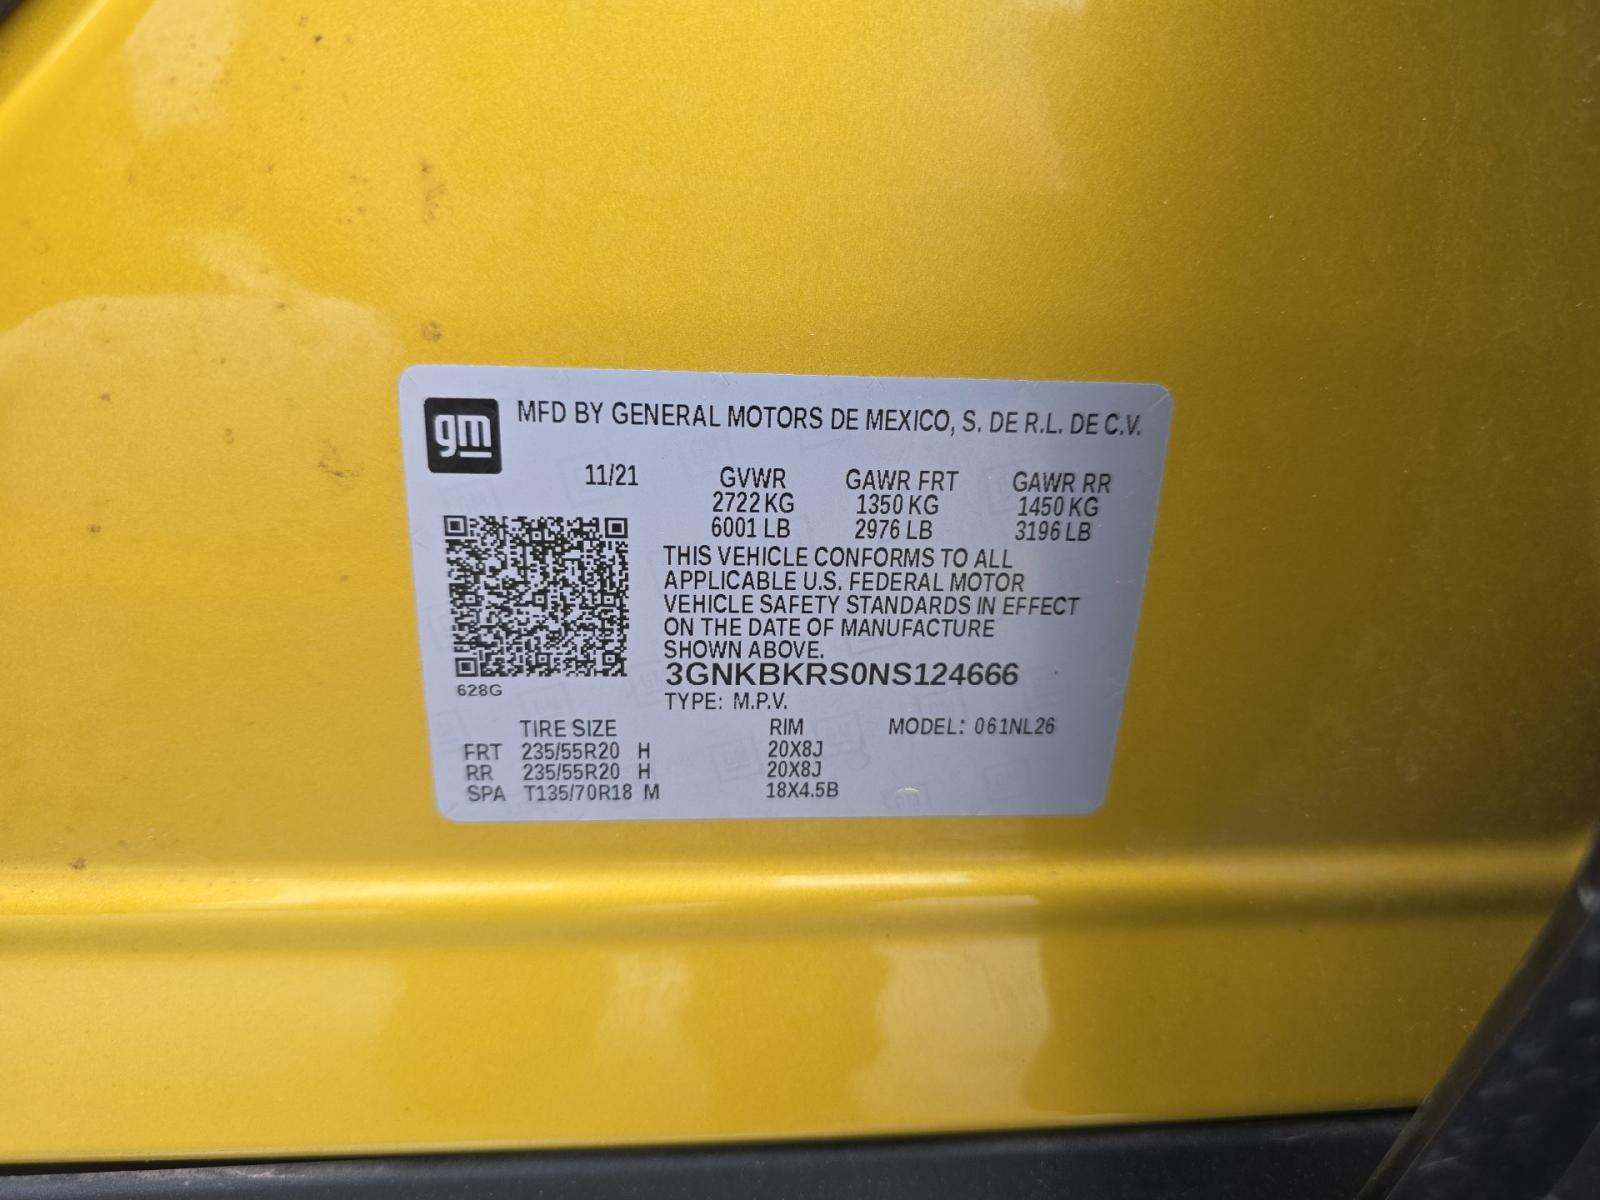 gm MFD BY GENERAL MOTORS DE MEXICO, S. DE R.L. DE C.V.
11/21 GVWR GAWR FRT GAWR RR
2722 KG 1350 KG 1450 KG
6001 LB 2976 LB 3196 LB
THIS VEHICLE CONFORMS TO ALL
APPLICABLE U.S. FEDERAL MOTOR
VEHICLE SAFETY STANDARDS IN EFFECT
ON THE DATE OF MANUFACTURE
SHOWN ABOVE.
3GNKBKRS0NS124666
628G
TYPE: M.P.V.
TIRE SIZE RIM MODEL: 061NL26
FRT 235/55R20 H 20X8J
RR 235/55R20 H 20X8J
SPA T135/70R18 M 18X4.5B